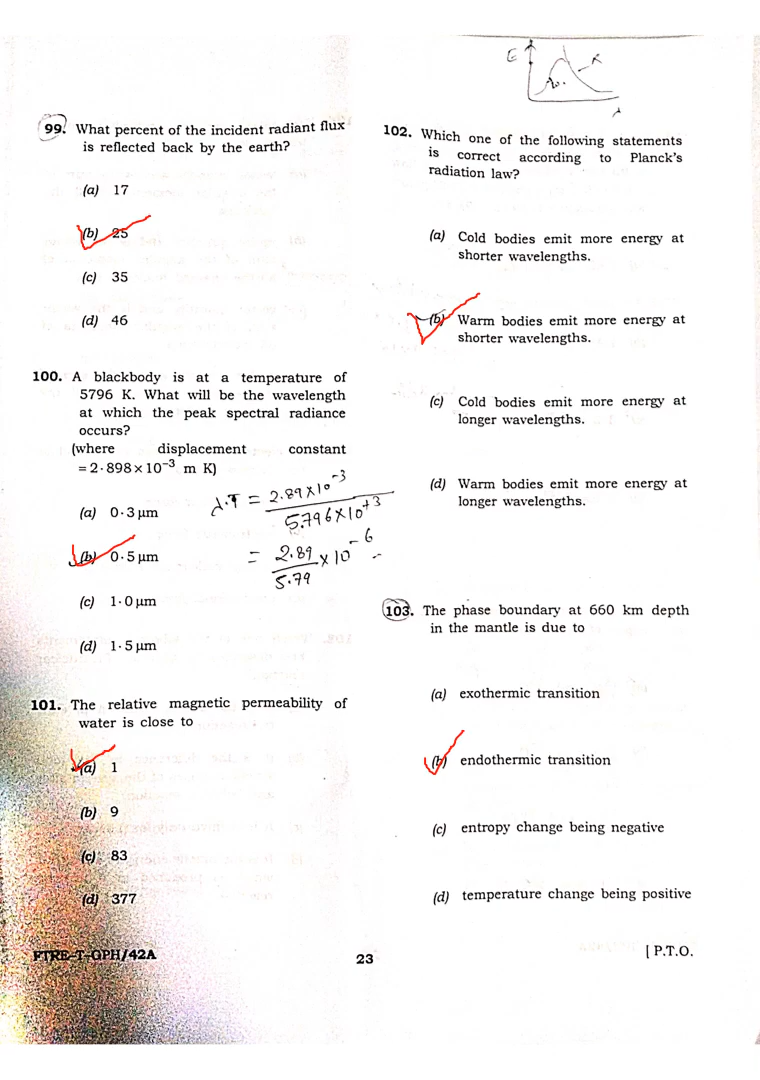 99. What percent of the incident radiant flux
is reflected back by the earth?
(a) 17
(b) 25
(c) 35
(d) 46
100. A blackbody is at a temperature of
5796 K. What will be the wavelength
at which the peak spectral radiance
occurs?
(where displacement constant
= 2·898 × 10⁻³ m K)
(a) 0·3 µm
(b) 0·5 µm
(c) 1·0 µm
(d) 1·5 µm
λ.T = 2.89×10⁻³
5.796×10⁺³
= 2.89 × 10⁻⁶
5.79
101. The relative magnetic permeability of
water is close to
(a) 1
(b) 9
(c) 83
(d) 377
E
λ
102. Which one of the following statements
is correct according to Planck's
radiation law?
(a) Cold bodies emit more energy at
shorter wavelengths.
(b) Warm bodies emit more energy at
shorter wavelengths.
(c) Cold bodies emit more energy at
longer wavelengths.
(d) Warm bodies emit more energy at
longer wavelengths.
103. The phase boundary at 660 km depth
in the mantle is due to
(a) exothermic transition
(b) endothermic transition
(c) entropy change being negative
(d) temperature change being positive
FTRE-T-GPH/42A
23
[ P.T.O.